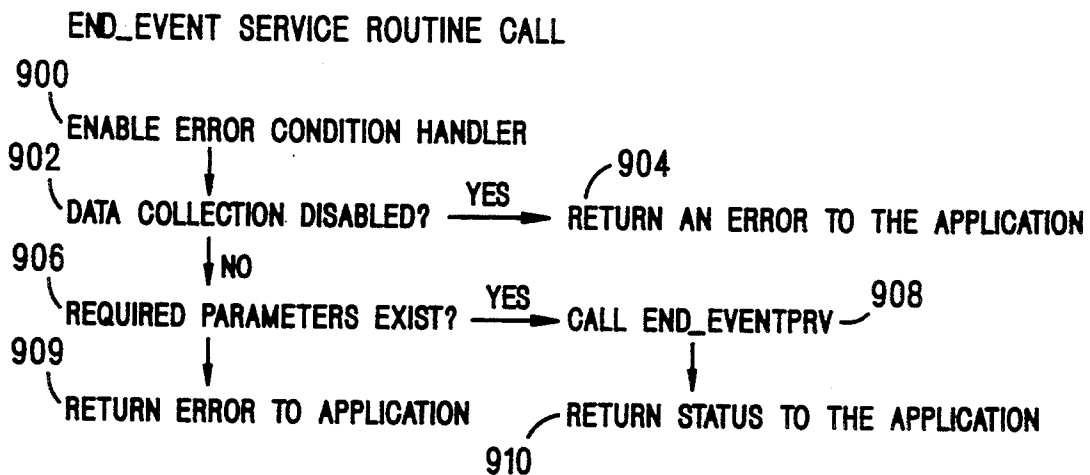 END_EVENT SERVICE ROUTINE CALL
900
ENABLE ERROR CONDITION HANDLER
902
DATA COLLECTION DISABLED?
YES
904
RETURN AN ERROR TO THE APPLICATION
NO
906
REQUIRED PARAMETERS EXIST?
YES
CALL END_EVENTPRV
908
909
RETURN ERROR TO APPLICATION
RETURN STATUS TO THE APPLICATION
910